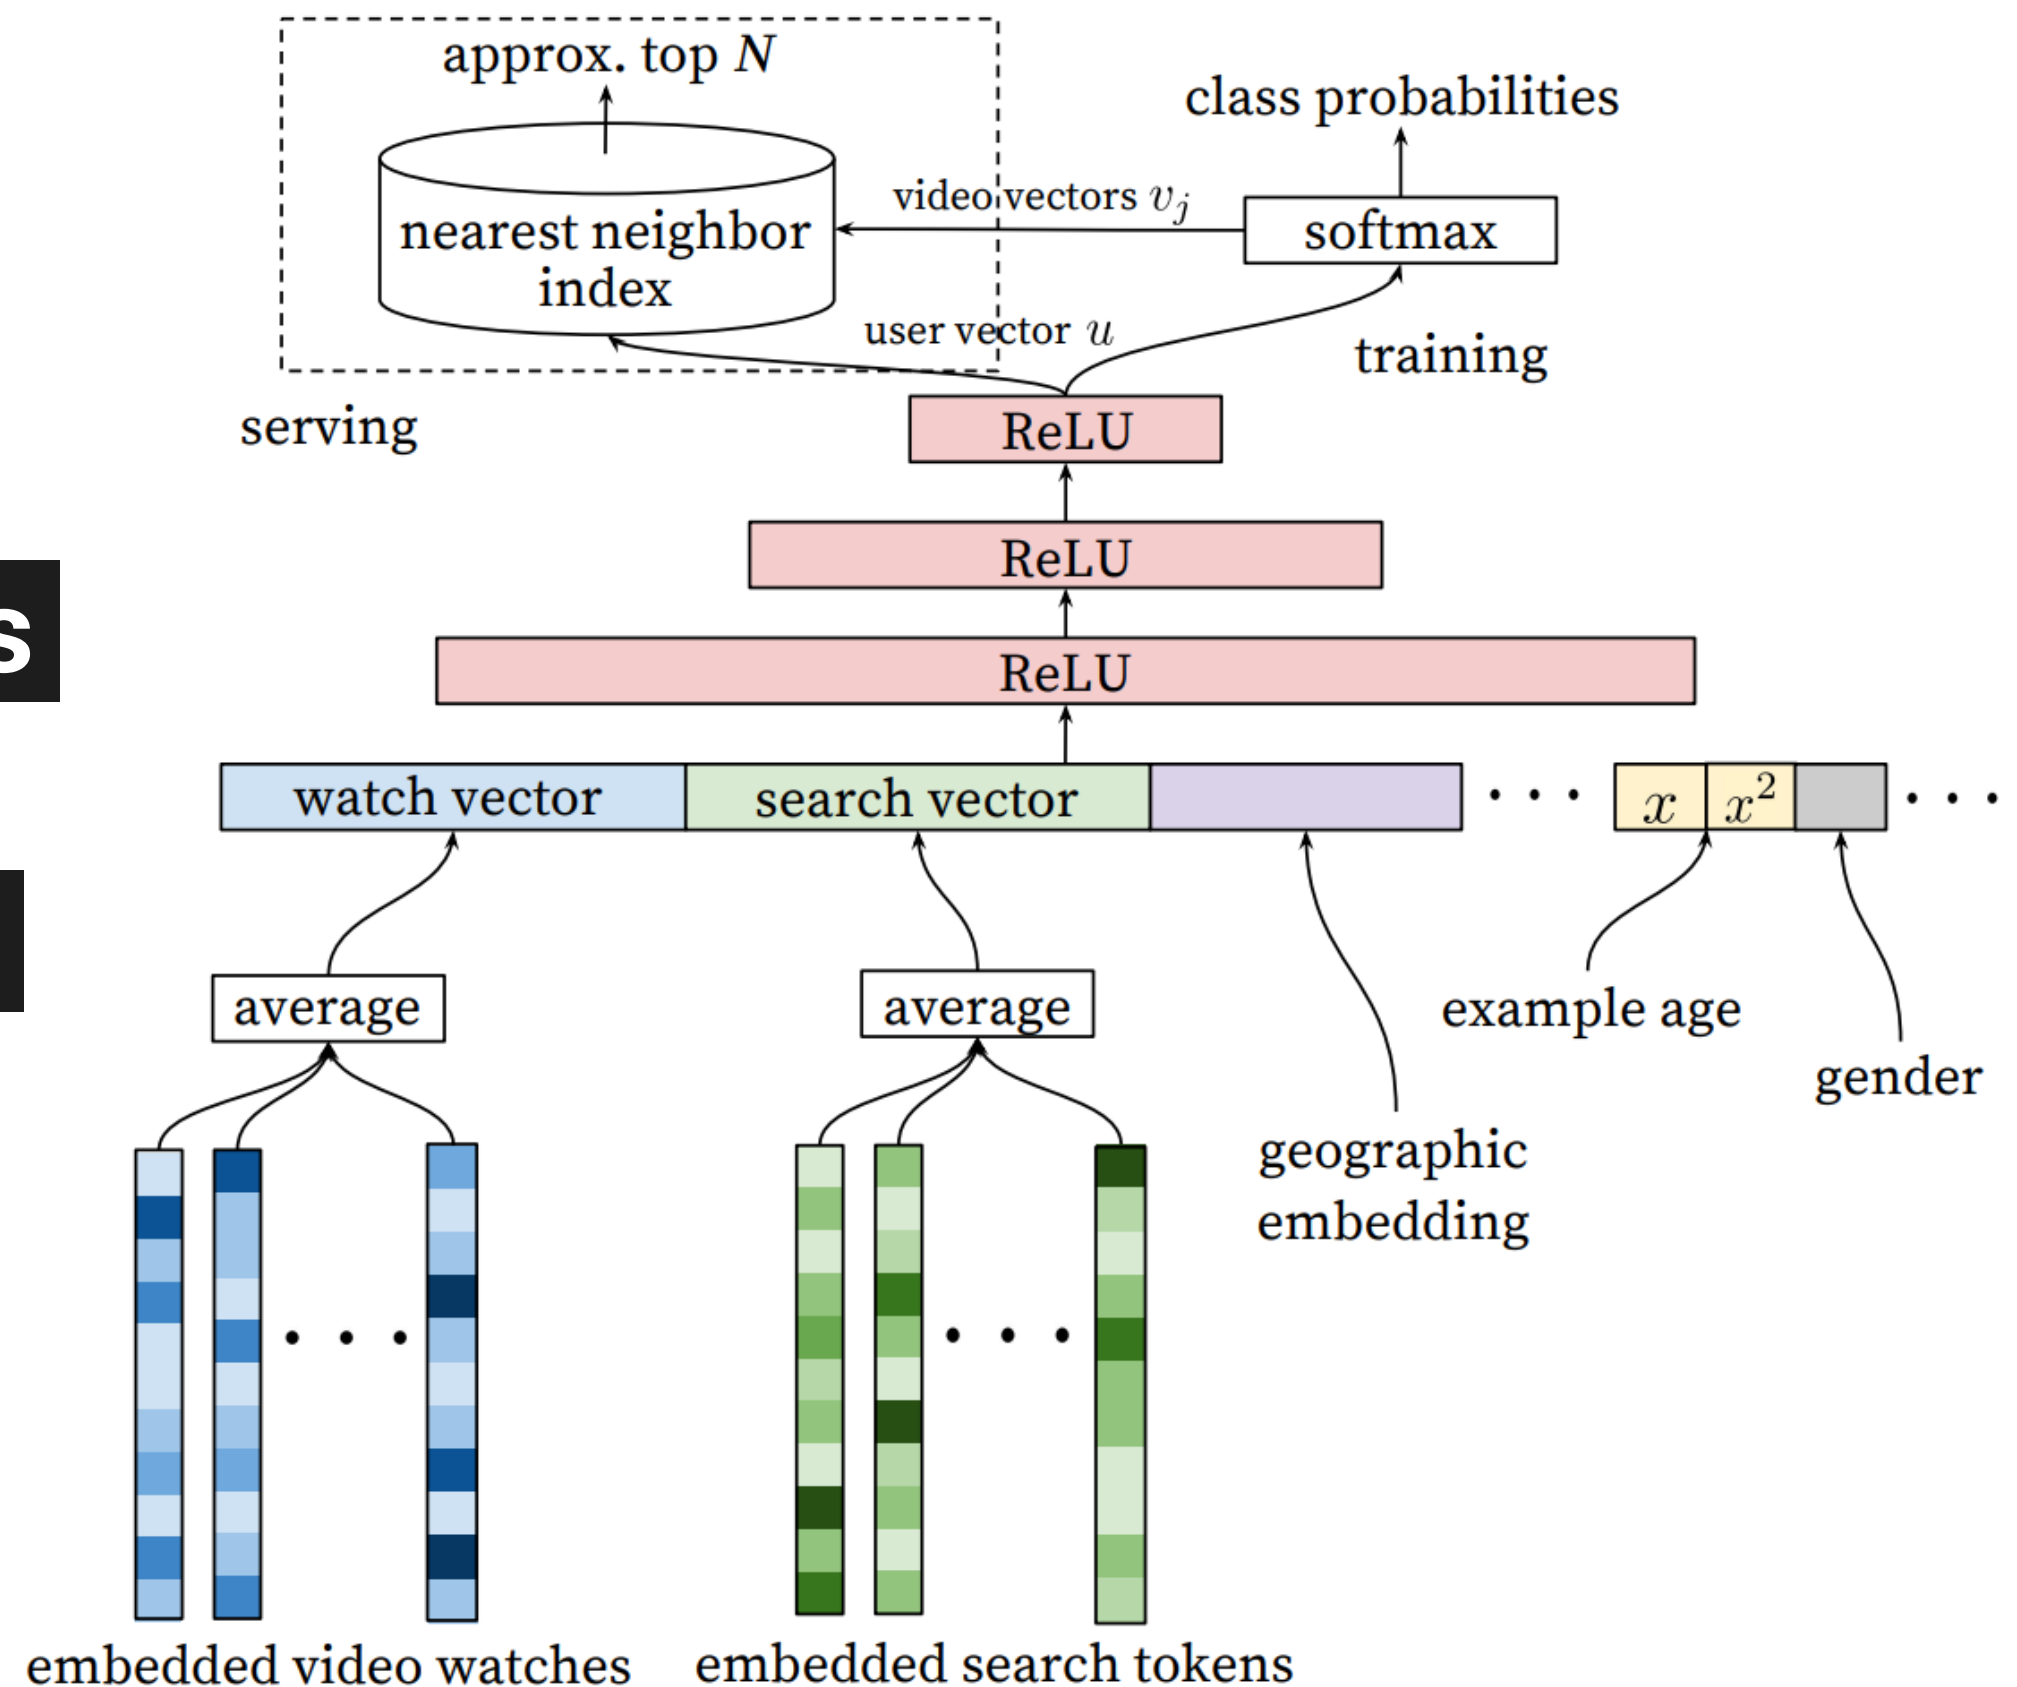 approx. top N
class probabilities
video vectors v_j
nearest neighbor
index
softmax
user vector u
training
serving
ReLU
ReLU
s
ReLU
watch vector
search vector
. . .
x
x²
. . .
average
average
example age
gender
geographic
embedding
. . .
. . .
embedded video watches
embedded search tokens